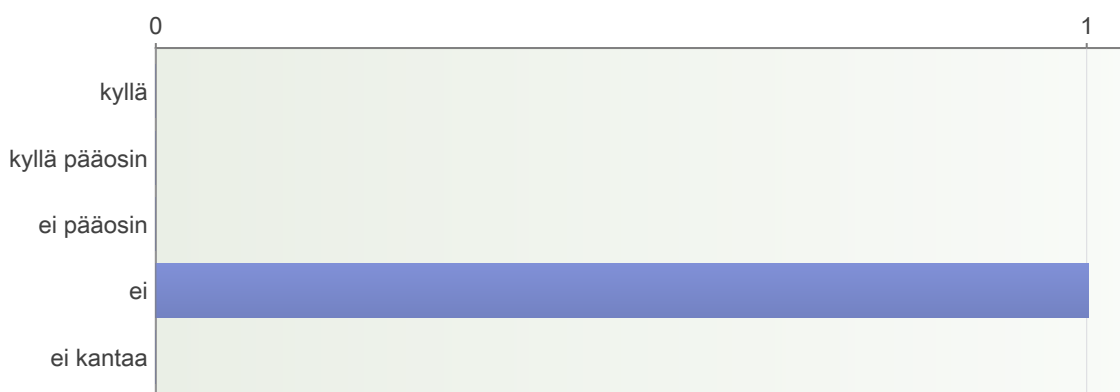 0 1
kyllä
kyllä pääosin
ei pääosin
ei
ei kantaa